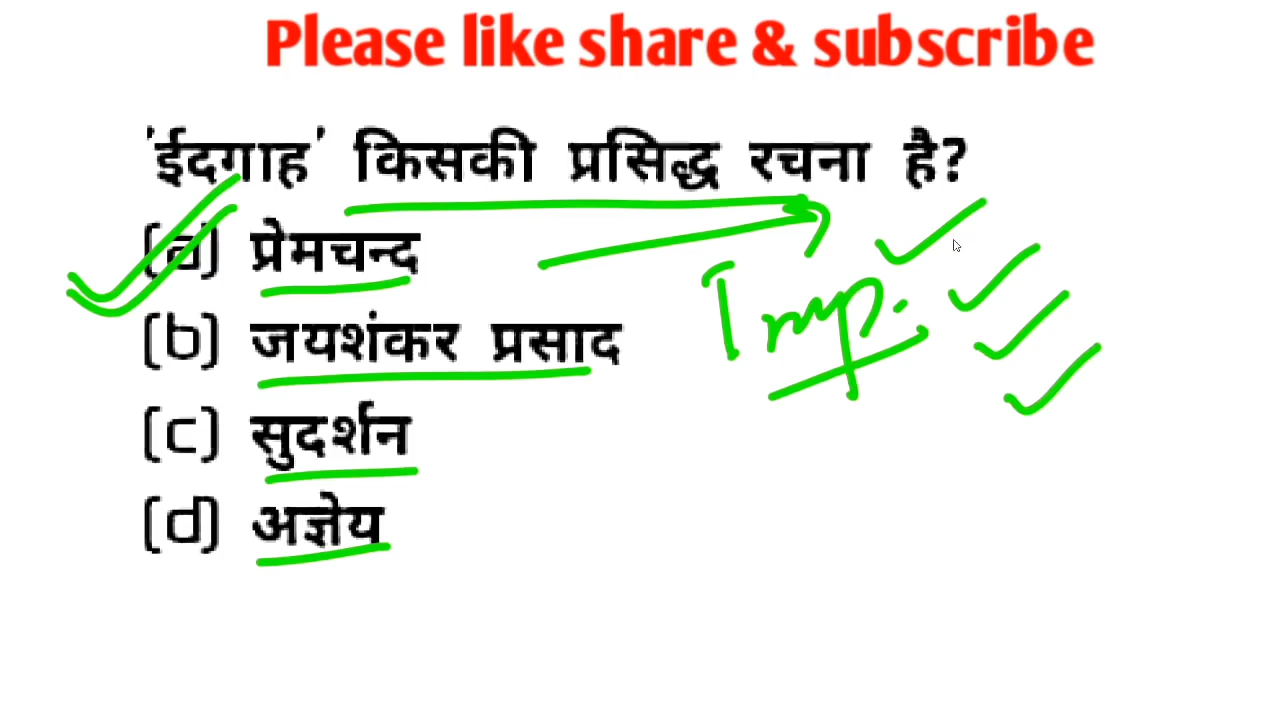 Please like share & subscribe
'ईदगाह' किसकी प्रसिद्ध रचना है?
(a) प्रेमचन्द
(b) जयशंकर प्रसाद
(c) सुदर्शन
(d) अज्ञेय
Imp.